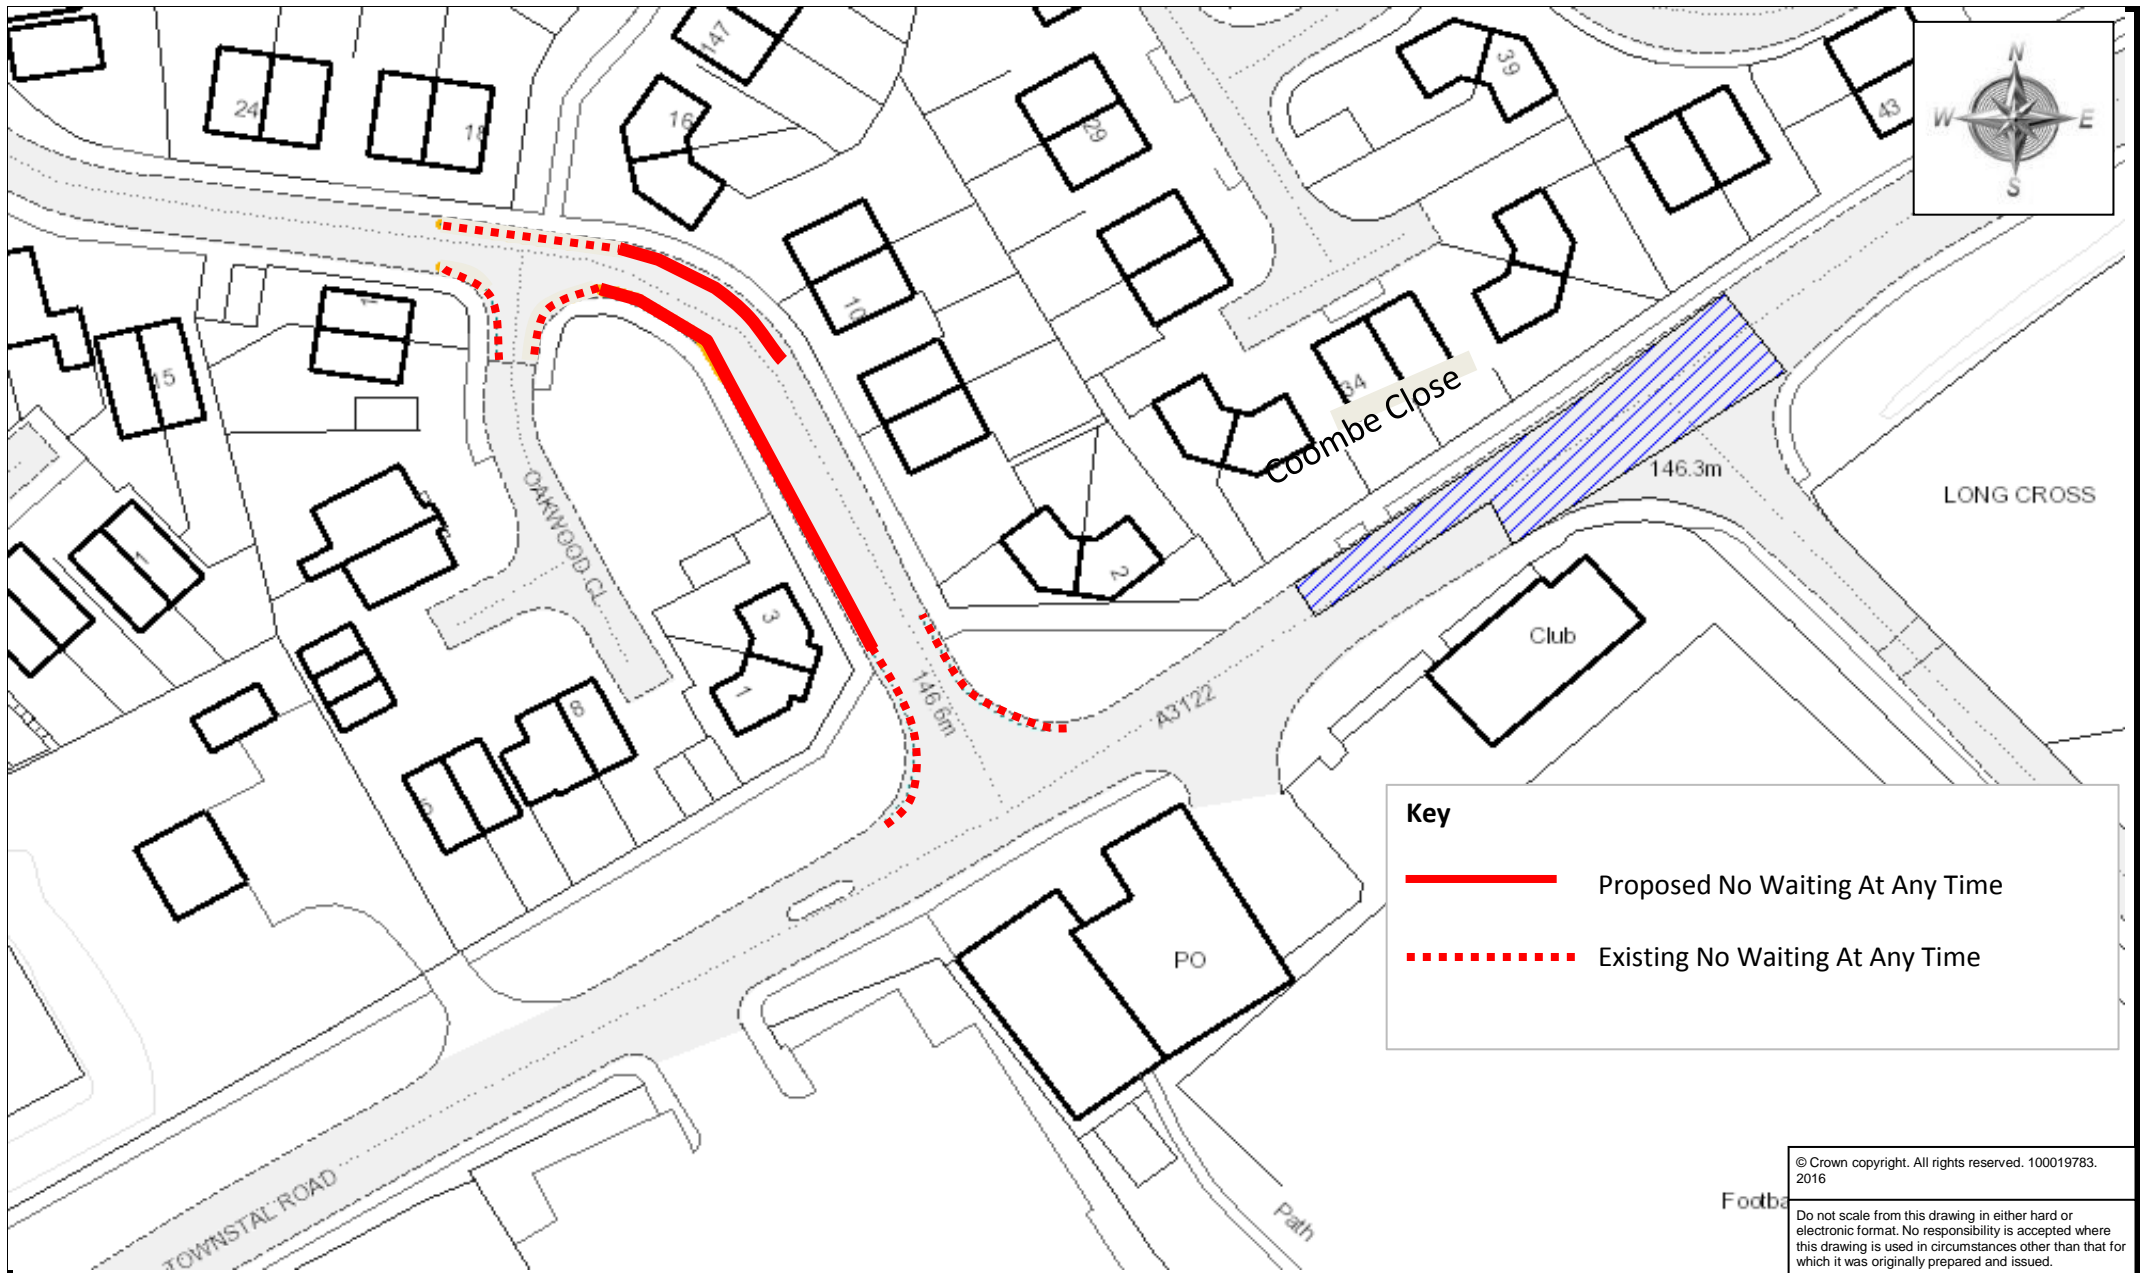 147
39
N
24
18
16
29
43
W
E
S
10
1
15
34
Coombe Close
146.3m
LONG CROSS
OAKWOOD CL
1
2
3
Club
1
146.6m
A3122
8
Key
Proposed No Waiting At Any Time
Existing No Waiting At Any Time
PO
TOWNSTAL ROAD
Path
Footba
© Crown copyright. All rights reserved. 100019783.
2016
Do not scale from this drawing in either hard or
electronic format. No responsibility is accepted where
this drawing is used in circumstances other than that for
which it was originally prepared and issued.